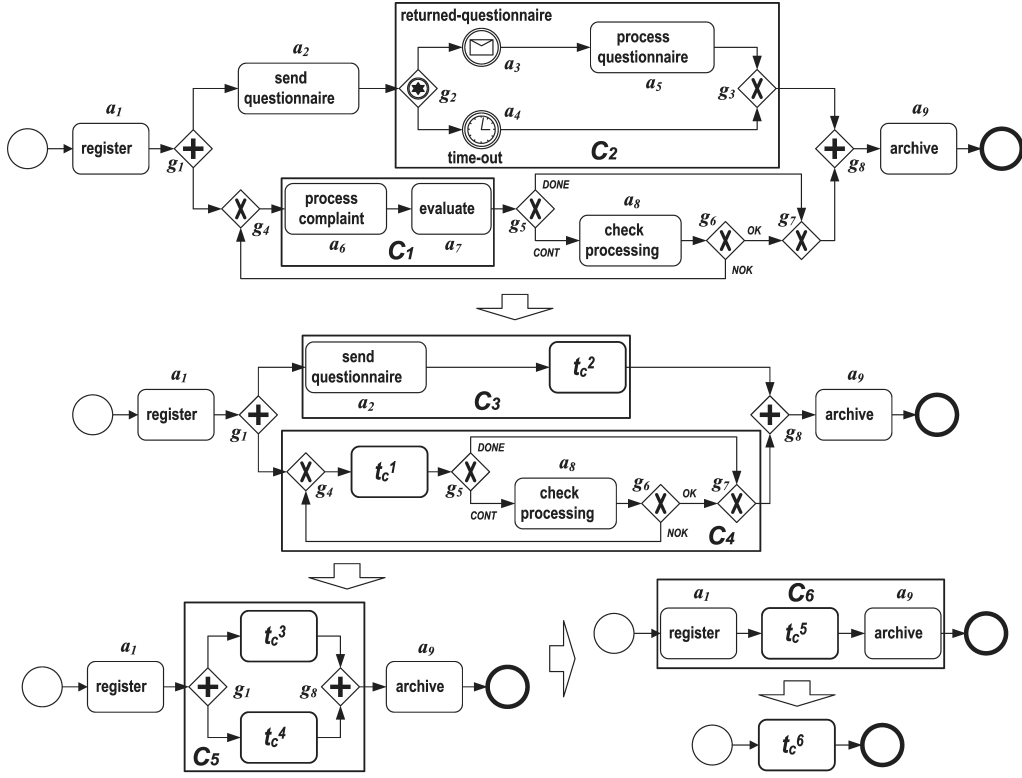 returned-questionnaire
a2
send
questionnaire
g2
a3
process
questionnaire
a5
g3
a1
register
g1
a4
time-out
C2
g8
a9
archive
g4
process
complaint
a6
evaluate
a7
C1
g5
DONE
CONT
a8
check
processing
g6
OK
NOK
g7
send
questionnaire
a2
tc2
C3
a1
register
g1
g8
a9
archive
g4
tc1
g5
DONE
CONT
a8
check
processing
g6
OK
NOK
g7
C4
a1
register
g1
tc3
tc4
g8
C5
a9
archive
C6
a1
register
tc5
a9
archive
tc6